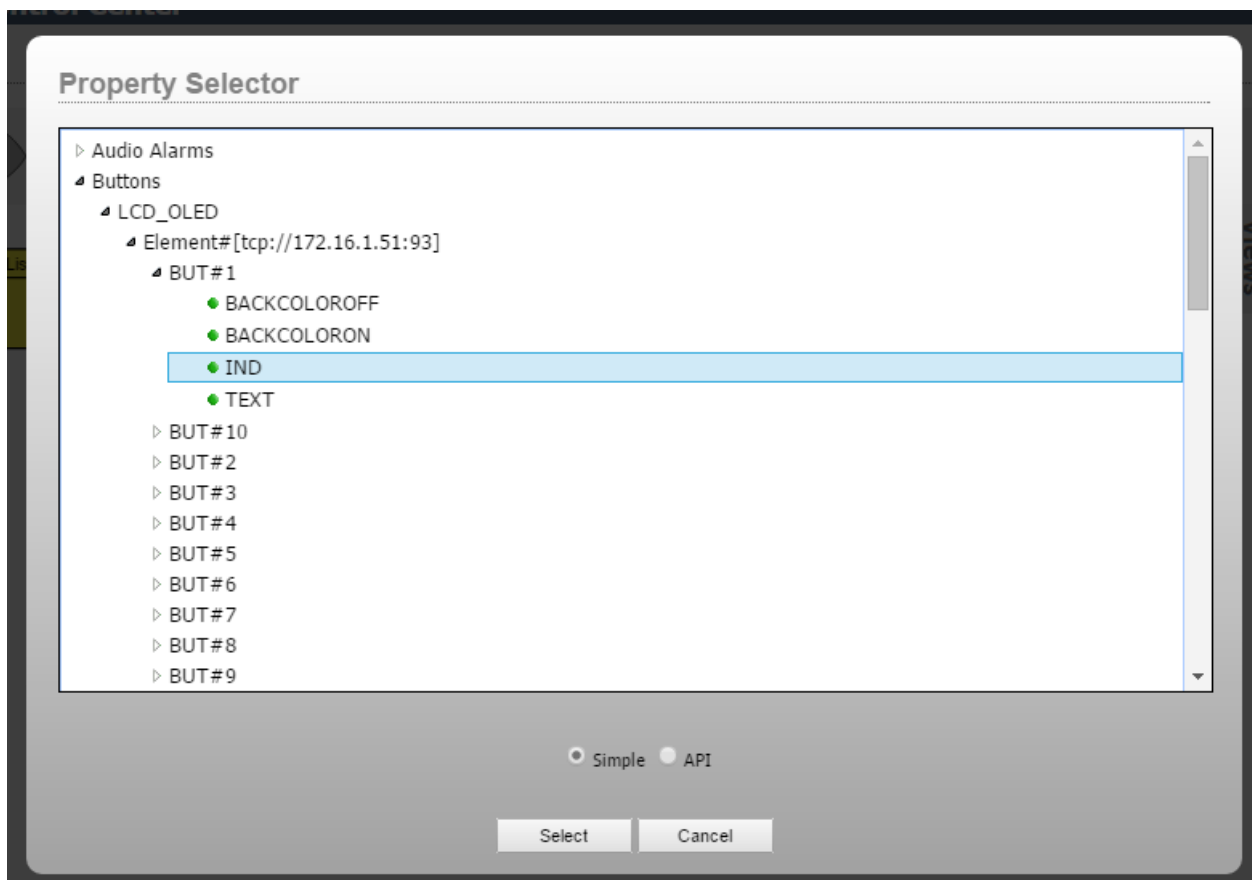 Property Selector
Audio Alarms
Buttons
LCD_OLED
Element#[tcp://172.16.1.51:93]
BUT#1
BACKCOLOROFF
BACKCOLORON
IND
TEXT
BUT#10
BUT#2
BUT#3
BUT#4
BUT#5
BUT#6
BUT#7
BUT#8
BUT#9
Simple API
Select Cancel